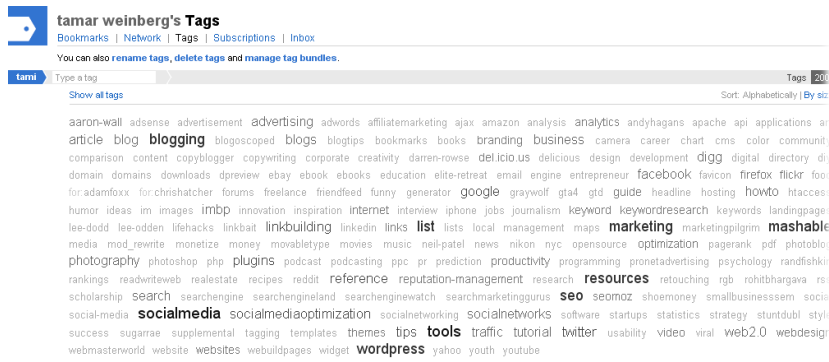 tamar weinberg's Tags
Bookmarks | Network | Tags | Subscriptions | Inbox
You can also rename tags, delete tags and manage tag bundles.
tami Type a tag Tags 200
Show all tags Sort: Alphabetically | By siz
aaron-wall adsense advertisement advertising adwords affiliatemarketing ajax amazon analysis analytics andyhagans apache api applications
article blog blogging blogoscoped blogs blogtips bookmarks books branding business camera career chart cms color community
comparison content copyblogger copywriting corporate creativity darren-rowse del.icio.us delicious design development digg digital directory
domain domains downloads dpreview ebay ebook ebooks education elite-retreat email engine entrepreneur facebook favicon firefox flickr
for:adamfoxx for:chrishatcher forums freelance friendfeed funny generator google graywolf gta4 gtd guide headline hosting howto htacces
humor ideas im images imbp innovation inspiration internet interview iphone jobs journalism keyword keywordresearch keywords landingpage
lee-dodd lee-odden lifehacks linkbait linkbuilding linkedin links list lists local management maps marketing marketingpilgrim mashable
media mod_rewrite monetize money movabletype movies music neil-patel news nikon nyc opensource optimization pagerank pdf photoblo
photography photoshop php plugins podcast podcasting ppc pr prediction productivity programming pronetadvertising psychology randfishki
rankings readwriteweb realestate recipes reddit reference reputation-management research resources retouching rgb rohitbhargava
scholarship search searchengine searchengineland searchenginewatch searchmarketinggurus seo seomoz shoemoney smallbusinesssem
social-media socialmedia socialmediaoptimization socialnetworking socialnetworks software startups statistics strategy stuntdubl
success sugarrae supplemental tagging templates themes tips tools traffic tutorial twitter usability video viral web2.0 webdesign
webmasterworld website websites webuildpages widget wordpress yahoo youth youtube